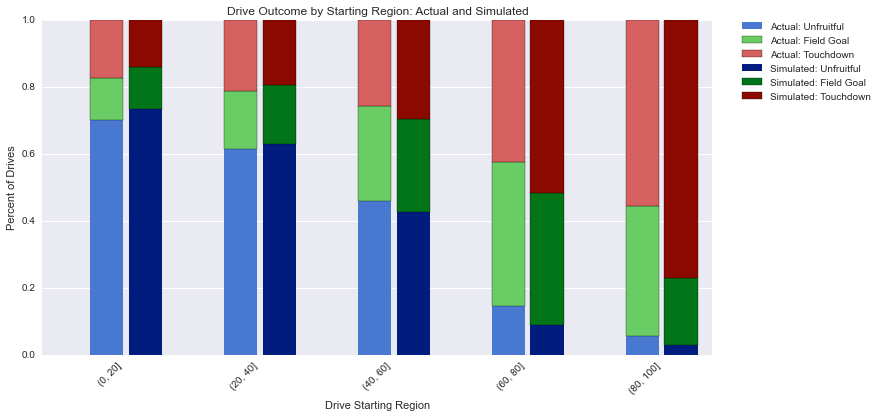 Drive Outcome by Starting Region: Actual and Simulated
1.0
0.8
0.6
0.4
0.2
0.0
Percent of Drives
(0, 20]
(20, 40]
(40, 60]
(60, 80]
(80, 100]
Drive Starting Region
Actual: Unfruitful
Actual: Field Goal
Actual: Touchdown
Simulated: Unfruitful
Simulated: Field Goal
Simulated: Touchdown